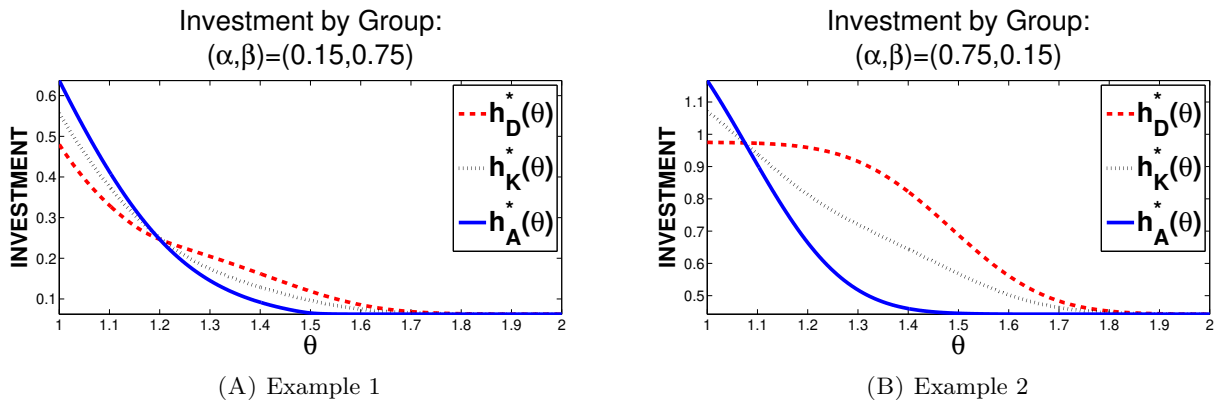 Investment by Group:
(α,β)=(0.15,0.75)
INVESTMENT
0.6
0.5
0.4
0.3
0.2
0.1
1 1.1 1.2 1.3 1.4 1.5 1.6 1.7 1.8 1.9 2
θ
h*D(θ)
h*K(θ)
h*A(θ)
(A) Example 1
Investment by Group:
(α,β)=(0.75,0.15)
INVESTMENT
1.1
1
0.9
0.8
0.7
0.6
0.5
1 1.1 1.2 1.3 1.4 1.5 1.6 1.7 1.8 1.9 2
θ
h*D(θ)
h*K(θ)
h*A(θ)
(B) Example 2